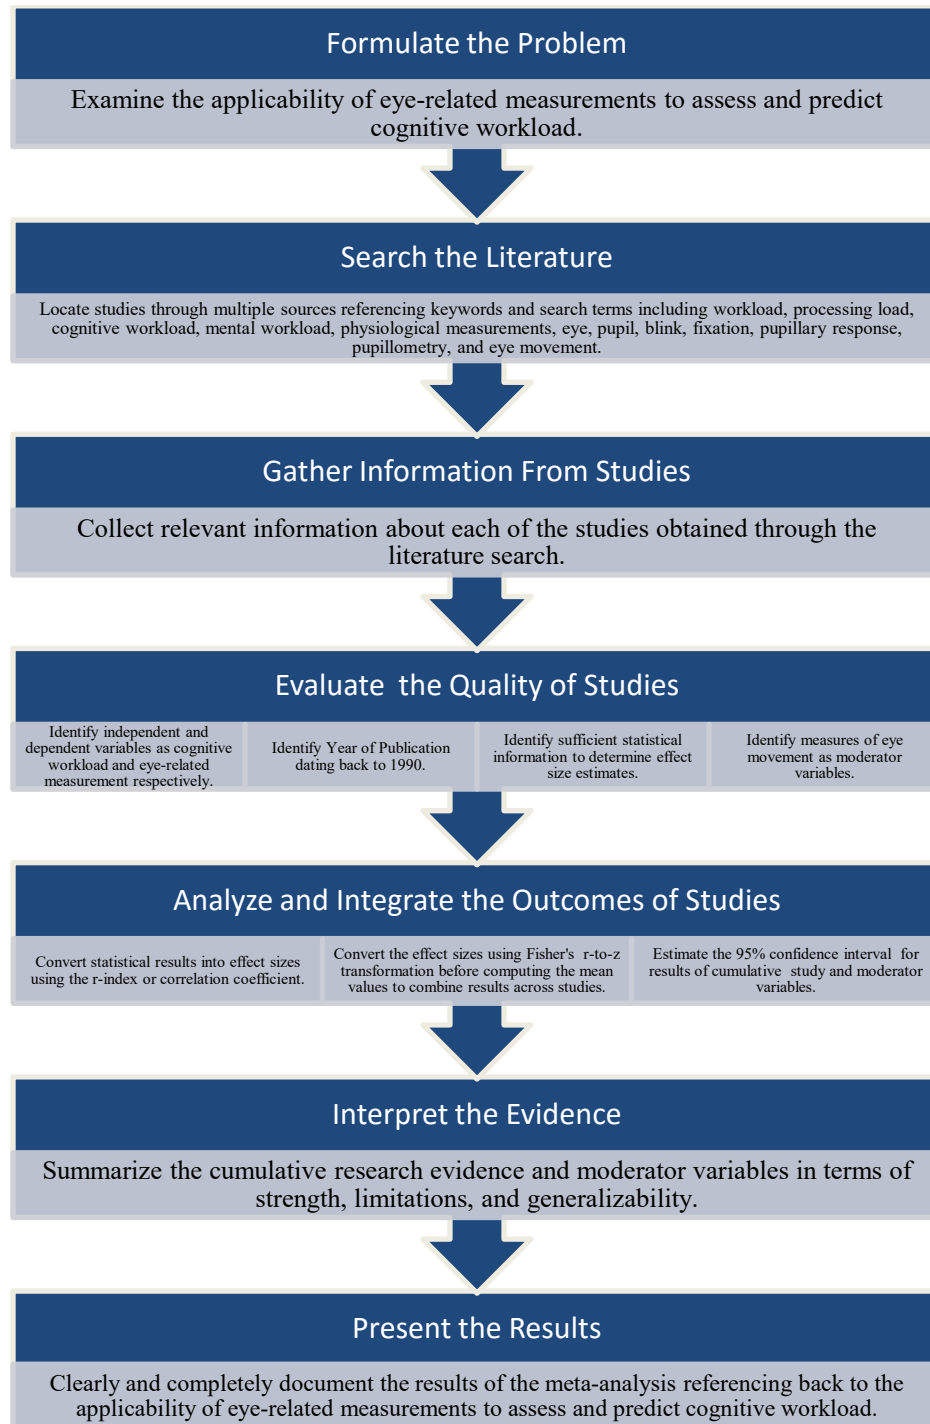 Formulate the Problem
Examine the applicability of eye-related measurements to assess and predict
cognitive workload.
Search the Literature
Locate studies through multiple sources referencing keywords and search terms including workload, processing load,
cognitive workload, mental workload, physiological measurements, eye, pupil, blink, fixation, pupillary response,
pupillometry, and eye movement.
Gather Information From Studies
Collect relevant information about each of the studies obtained through the
literature search.
Evaluate the Quality of Studies
Identify independent and
dependent variables as cognitive
workload and eye-related
measurement respectively.
Identify Year of Publication
dating back to 1990.
Identify sufficient statistical
information to determine effect
size estimates.
Identify measures of eye
movement as moderator
variables.
Analyze and Integrate the Outcomes of Studies
Convert statistical results into effect sizes
using the r-index or correlation coefficient.
Convert the effect sizes using Fisher's r-to-z
transformation before computing the mean
values to combine results across studies.
Estimate the 95% confidence interval for
results of cumulative study and moderator
variables.
Interpret the Evidence
Summarize the cumulative research evidence and moderator variables in terms of
strength, limitations, and generalizability.
Present the Results
Clearly and completely document the results of the meta-analysis referencing back to the
applicability of eye-related measurements to assess and predict cognitive workload.